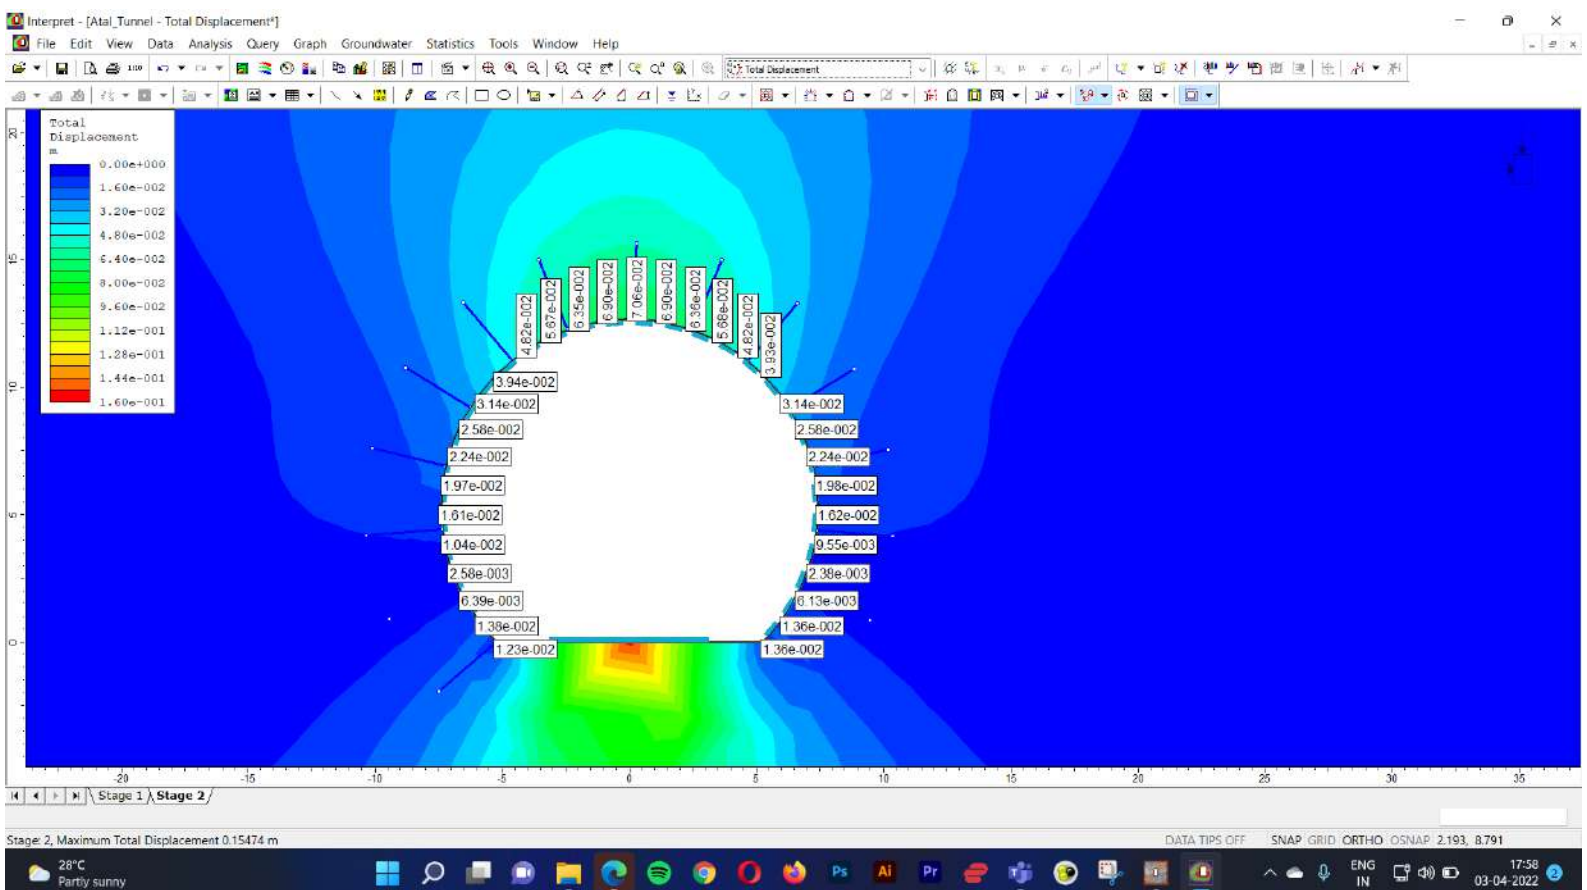 Interpret - [Atal_Tunnel - Total Displacement*]
File Edit View Data Analysis Query Graph Groundwater Statistics Tools Window Help
Total Displacement
Total
Displacement
m
0.00e+000
1.60e-002
3.20e-002
4.80e-002
6.40e-002
8.00e-002
9.60e-002
1.12e-001
1.28e-001
1.44e-001
1.60e-001
20
15
10
5
0
4.82e-002
5.67e-002
6.35e-002
6.90e-002
7.06e-002
6.90e-002
6.36e-002
5.68e-002
4.82e-002
3.93e-002
3.94e-002
3.14e-002 3.14e-002
2.58e-002 2.58e-002
2.24e-002 2.24e-002
1.97e-002 1.98e-002
1.61e-002 1.62e-002
1.04e-002 9.55e-003
2.58e-003 2.38e-003
6.39e-003 6.13e-003
1.38e-002 1.36e-002
1.23e-002 1.36e-002
-20 -15 -10 -5 0 5 10 15 20 25 30 35
Stage 1 Stage 2
Stage: 2, Maximum Total Displacement 0.15474 m DATA TIPS OFF SNAP GRID ORTHO OSNAP 2.193, 8.791
28°C
Partly sunny
Ps Ai Pr
ENG
IN
17:58
03-04-2022
2